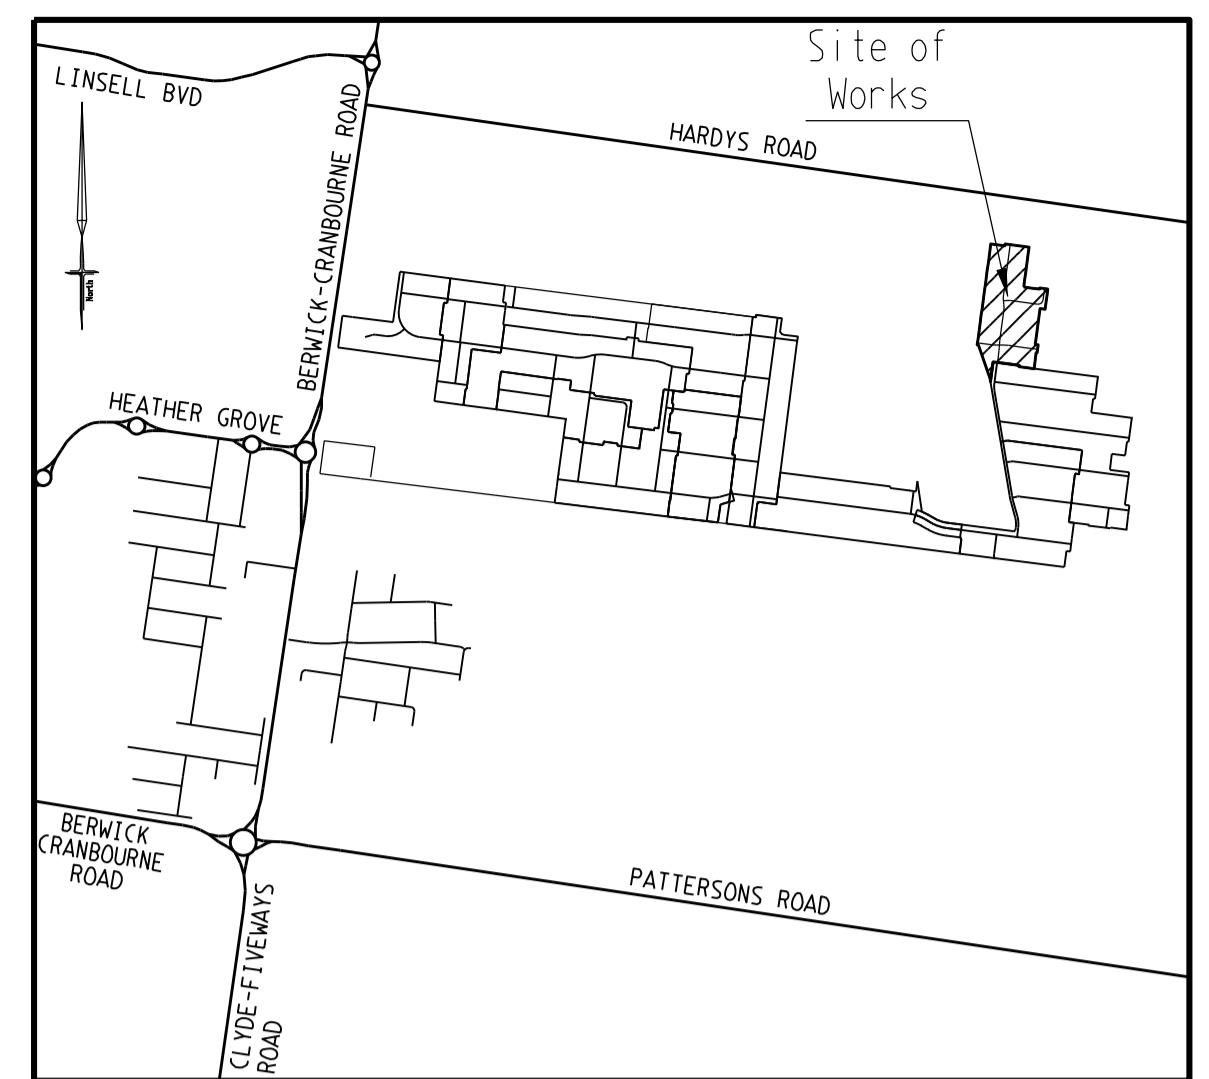 Site of
Works
LINSELL BVD
HARDYS ROAD
BERWICK-CRANBOURNE ROAD
North
HEATHER GROVE
BERWICK
CRANBOURNE
ROAD
PATTERSONS ROAD
CLYDE-FIVEWAYS
ROAD